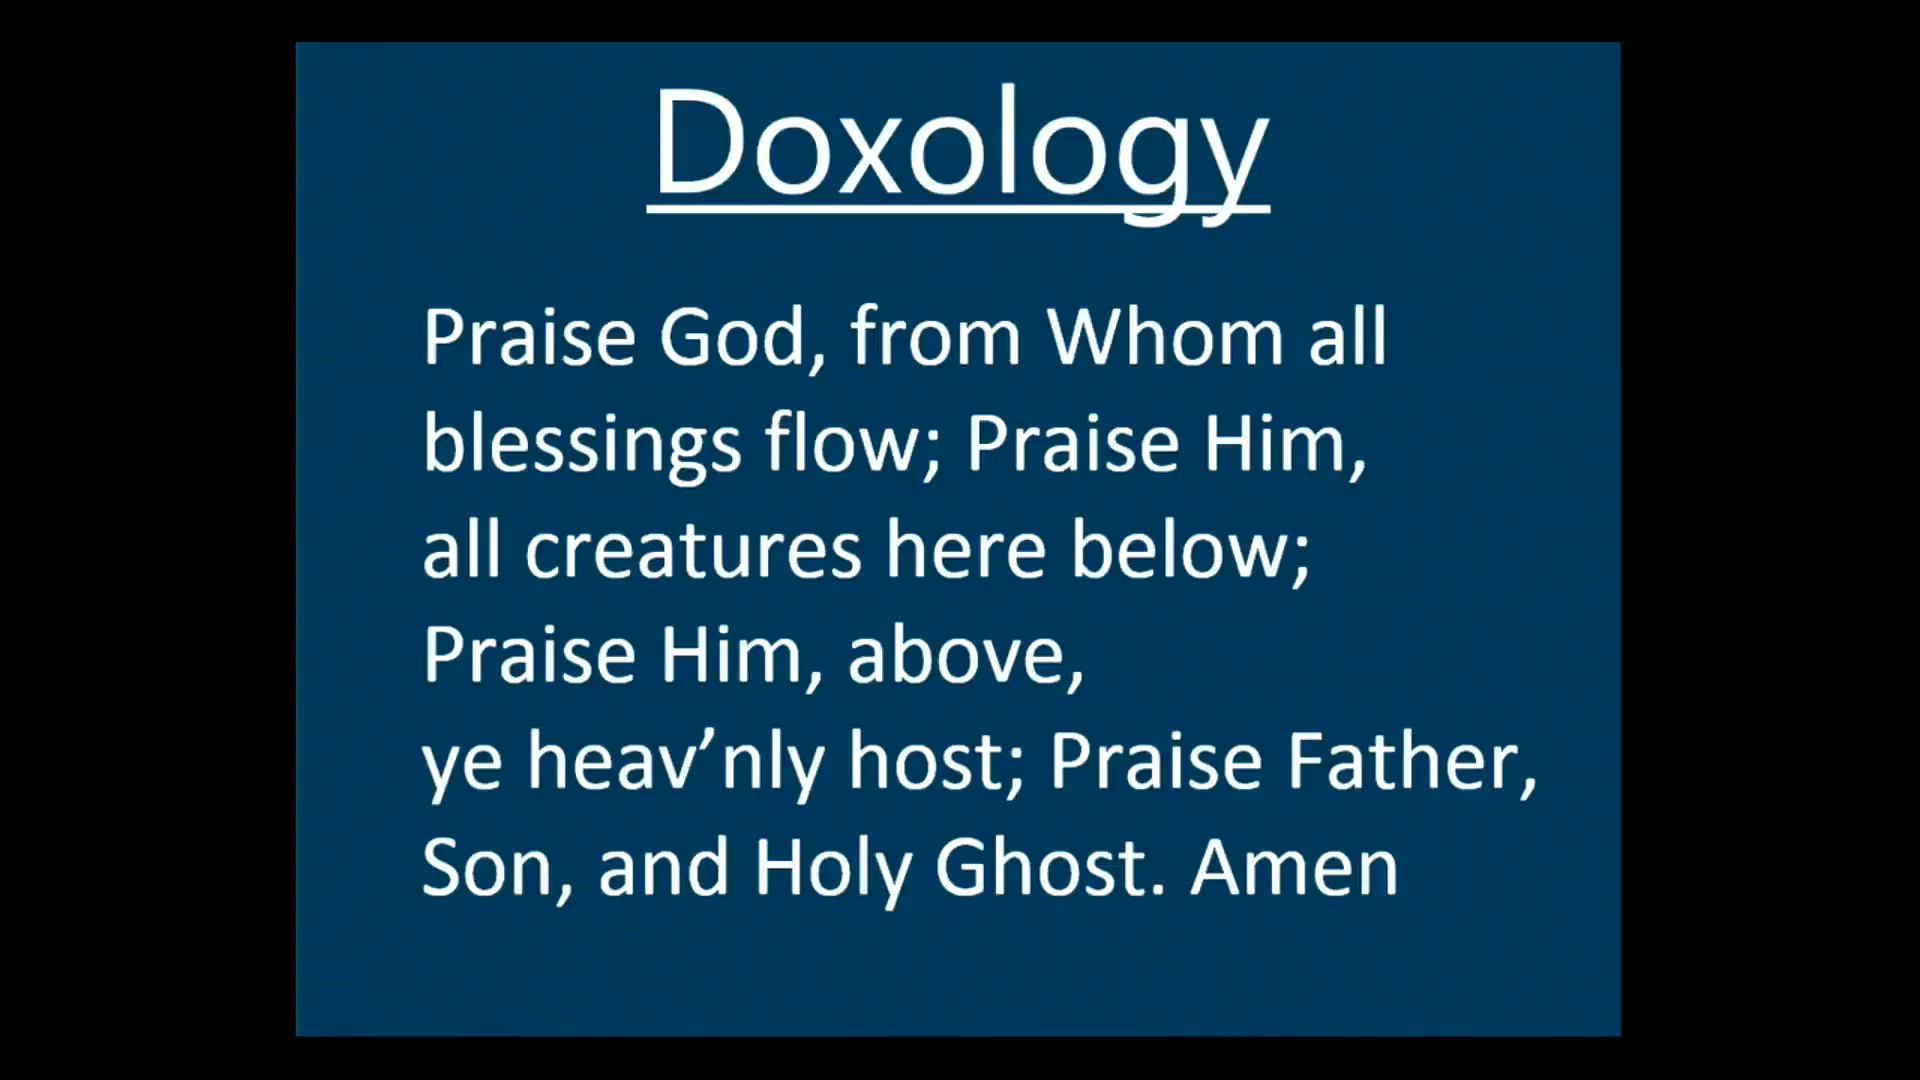 Doxology
Praise God, from Whom all
blessings flow; Praise Him,
all creatures here below;
Praise Him, above,
ye heav’nly host; Praise Father,
Son, and Holy Ghost. Amen